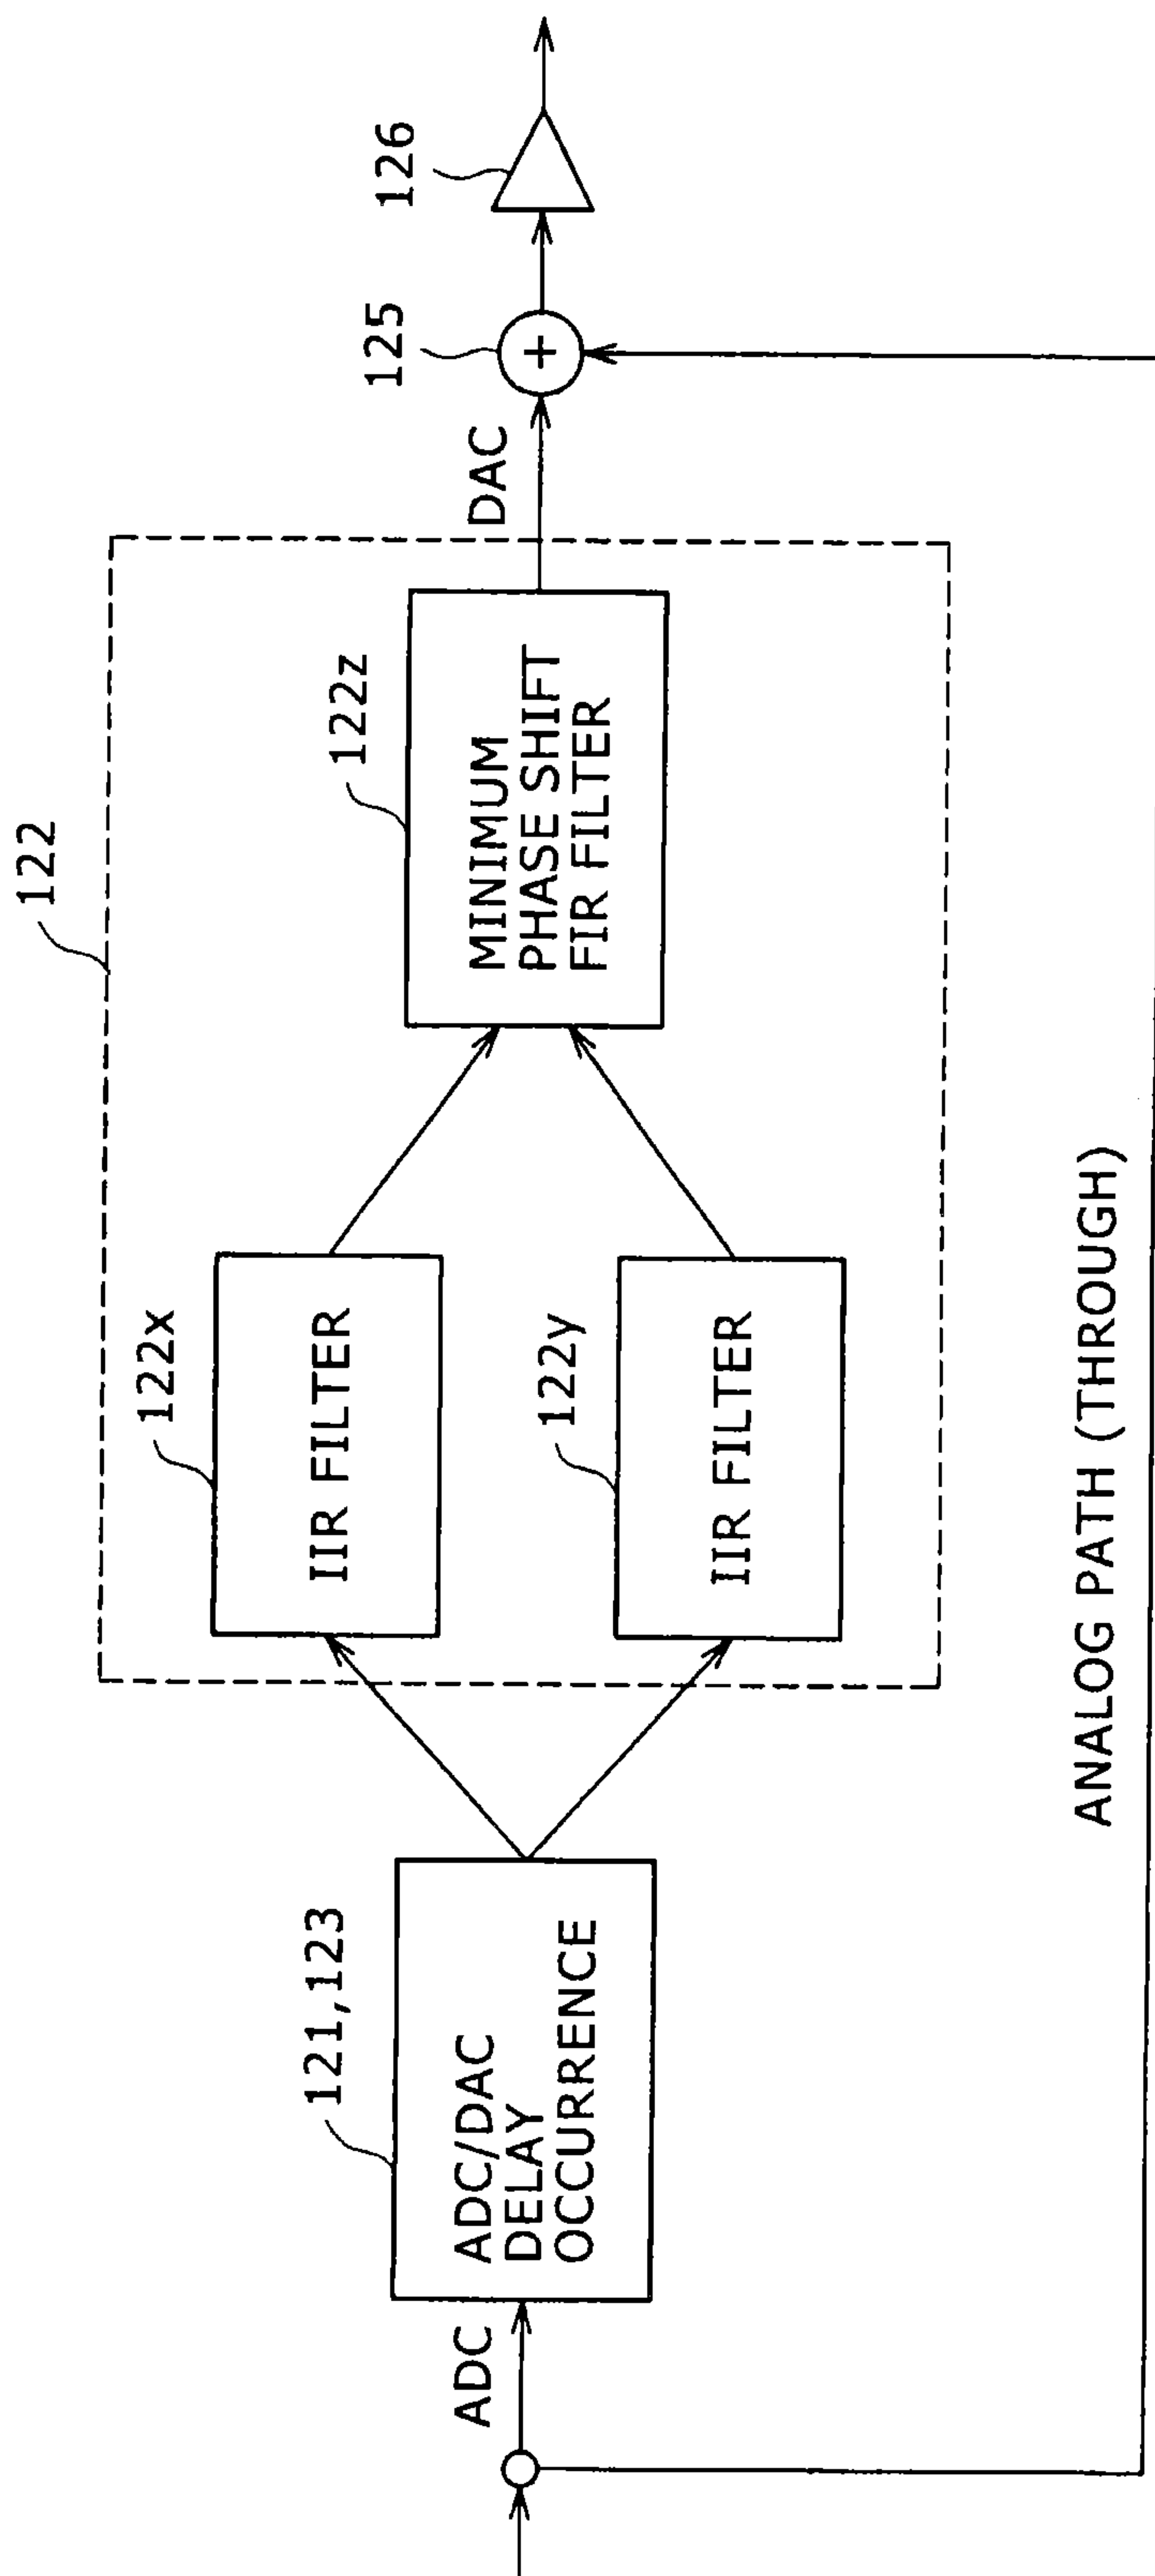 122
126
125
DAC
122z
MINIMUM
PHASE SHIFT
FIR FILTER
122x
IIR FILTER
122y
IIR FILTER
121,123
ADC/DAC
DELAY
OCCURRENCE
ADC
ANALOG PATH (THROUGH)